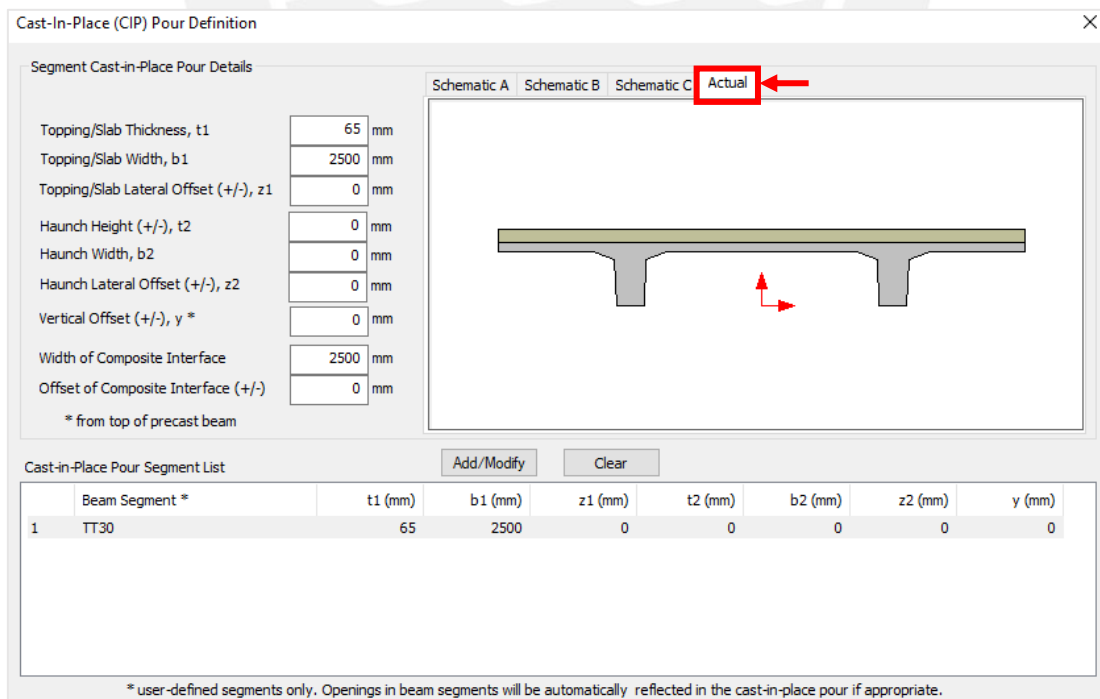 Cast-In-Place (CIP) Pour Definition
Segment Cast-in-Place Pour Details
Schematic A Schematic B Schematic C Actual
Topping/Slab Thickness, t1 65 mm
Topping/Slab Width, b1 2500 mm
Topping/Slab Lateral Offset (+/-), z1 0 mm
Haunch Height (+/-), t2 0 mm
Haunch Width, b2 0 mm
Haunch Lateral Offset (+/-), z2 0 mm
Vertical Offset (+/-), y * 0 mm
Width of Composite Interface 2500 mm
Offset of Composite Interface (+/-) 0 mm
* from top of precast beam
Cast-in-Place Pour Segment List Add/Modify Clear
Beam Segment * t1 (mm) b1 (mm) z1 (mm) t2 (mm) b2 (mm) z2 (mm) y (mm)
1 TT30 65 2500 0 0 0 0 0
* user-defined segments only. Openings in beam segments will be automatically reflected in the cast-in-place pour if appropriate.